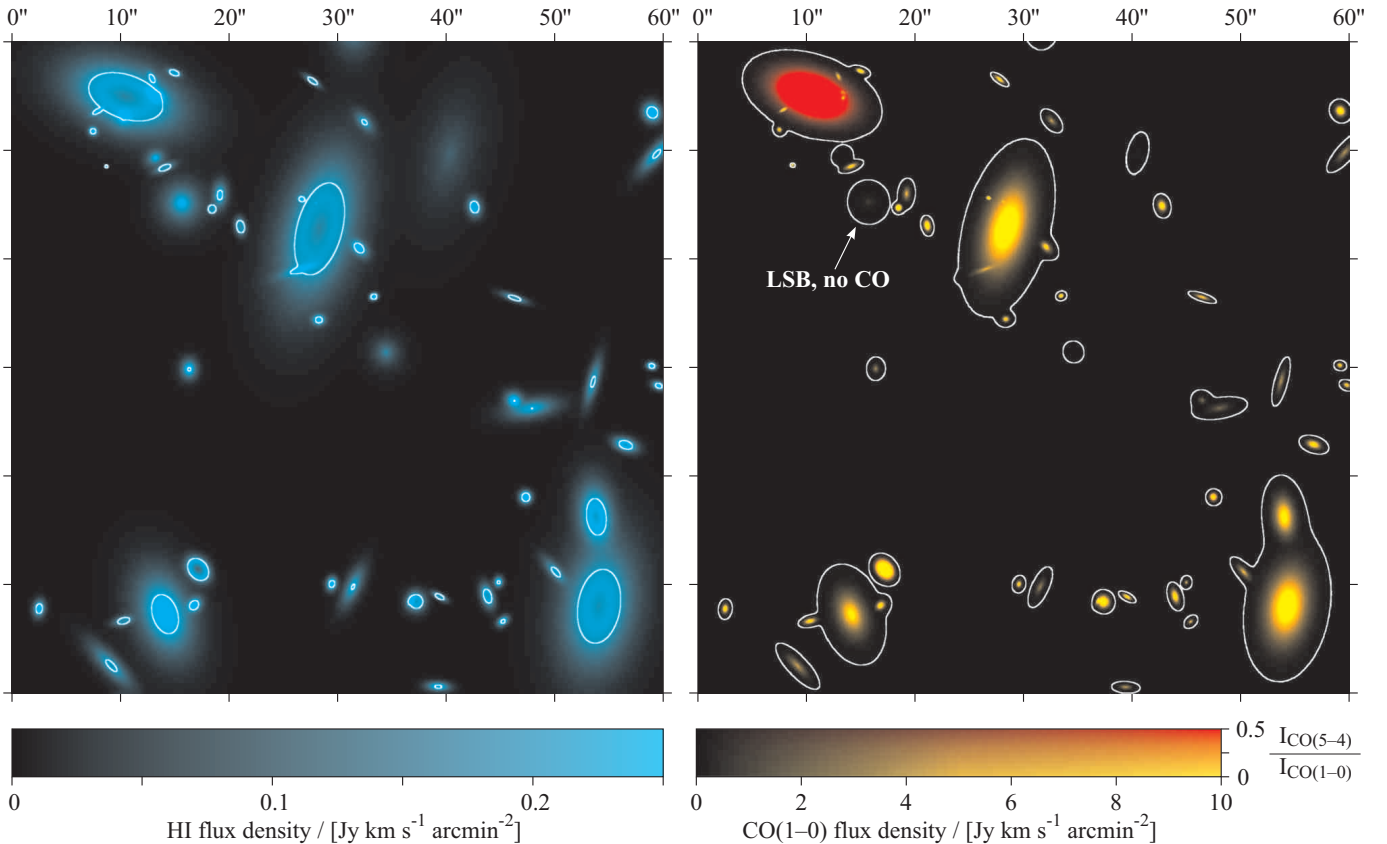 0" 10" 20" 30" 40" 50" 60"
0" 10" 20" 30" 40" 50" 60"
LSB, no CO
0 0.1 0.2
HI flux density / [Jy km s⁻¹ arcmin⁻²]
0.5
0
I_CO(5–4)
I_CO(1–0)
0 2 4 6 8 10
CO(1–0) flux density / [Jy km s⁻¹ arcmin⁻²]